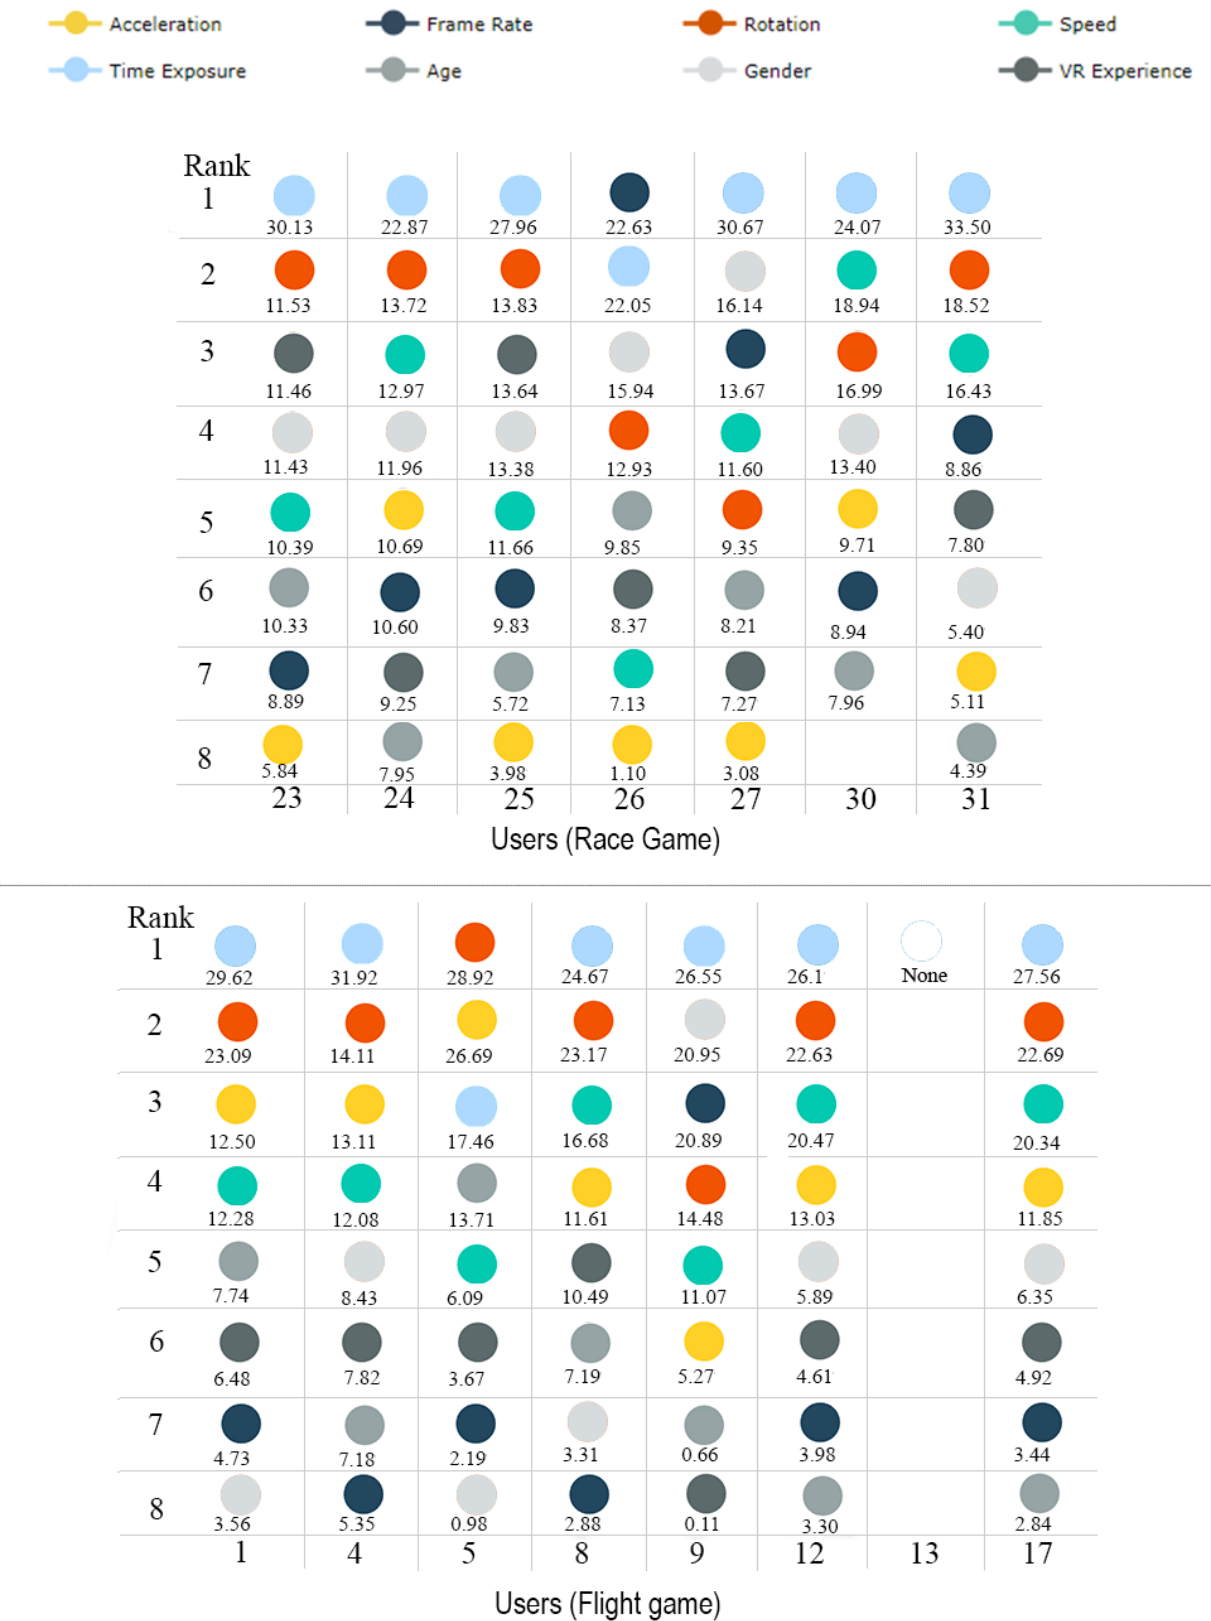 Acceleration Frame Rate Rotation Speed
Time Exposure Age Gender VR Experience
Rank
1
30.13 22.87 27.96 22.63 30.67 24.07 33.50
2
11.53 13.72 13.83 22.05 16.14 18.94 18.52
3
11.46 12.97 13.64 15.94 13.67 16.99 16.43
4
11.43 11.96 13.38 12.93 11.60 13.40 8.86
5
10.39 10.69 11.66 9.85 9.35 9.71 7.80
6
10.33 10.60 9.83 8.37 8.21 8.94 5.40
7
8.89 9.25 5.72 7.13 7.27 7.96 5.11
8
5.84 7.95 3.98 1.10 3.08 4.39
23 24 25 26 27 30 31
Users (Race Game)
Rank
1
29.62 31.92 28.92 24.67 26.55 26.1 None 27.56
2
23.09 14.11 26.69 23.17 20.95 22.63 22.69
3
12.50 13.11 17.46 16.68 20.89 20.47 20.34
4
12.28 12.08 13.71 11.61 14.48 13.03 11.85
5
7.74 8.43 6.09 10.49 11.07 5.89 6.35
6
6.48 7.82 3.67 7.19 5.27 4.61 4.92
7
4.73 7.18 2.19 3.31 0.66 3.98 3.44
8
3.56 5.35 0.98 2.88 0.11 3.30 2.84
1 4 5 8 9 12 13 17
Users (Flight game)